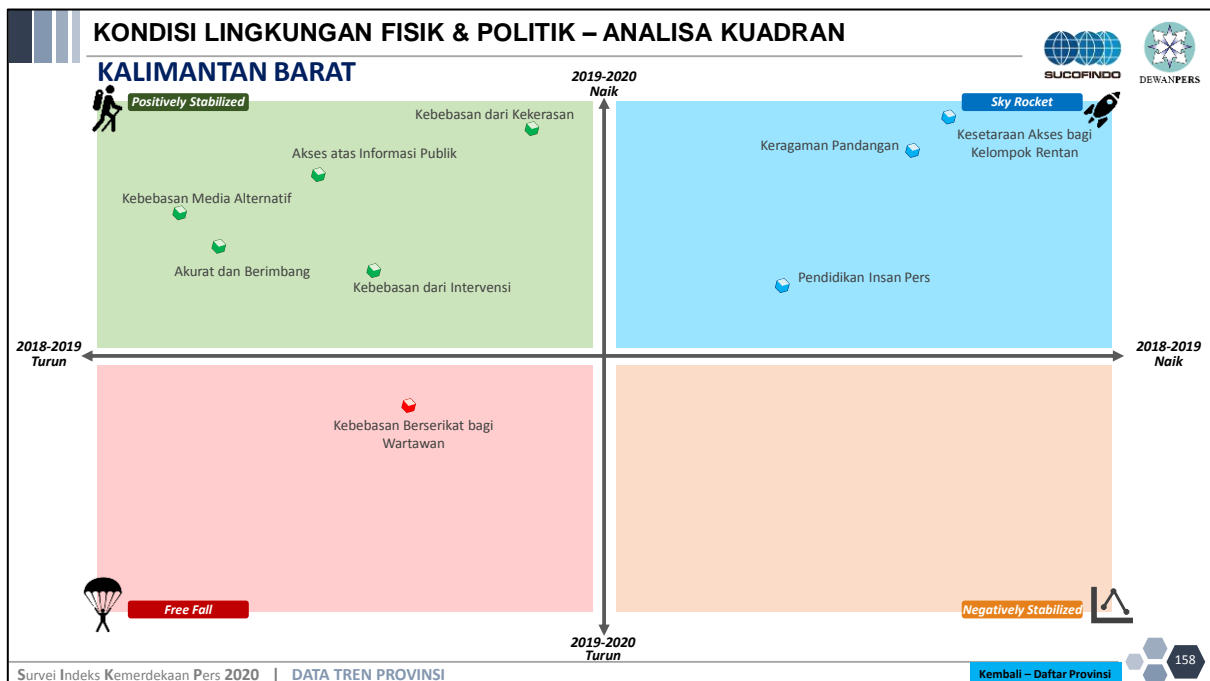 KONDISI LINGKUNGAN FISIK & POLITIK – ANALISA KUADRAN
KALIMANTAN BARAT
SUCOFINDO
DEWANPERS
2019-2020
Naik
Positively Stabilized
Sky Rocket
Kebebasan dari Kekerasan
Kesetaraan Akses bagi
Kelompok Rentan
Keragaman Pandangan
Akses atas Informasi Publik
Kebebasan Media Alternatif
Akurat dan Berimbang
Kebebasan dari Intervensi
Pendidikan Insan Pers
2018-2019
Turun
2018-2019
Naik
Kebebasan Berserikat bagi
Wartawan
Free Fall
Negatively Stabilized
2019-2020
Turun
Survei Indeks Kemerdekaan Pers 2020 | DATA TREN PROVINSI
Kembali – Daftar Provinsi
158